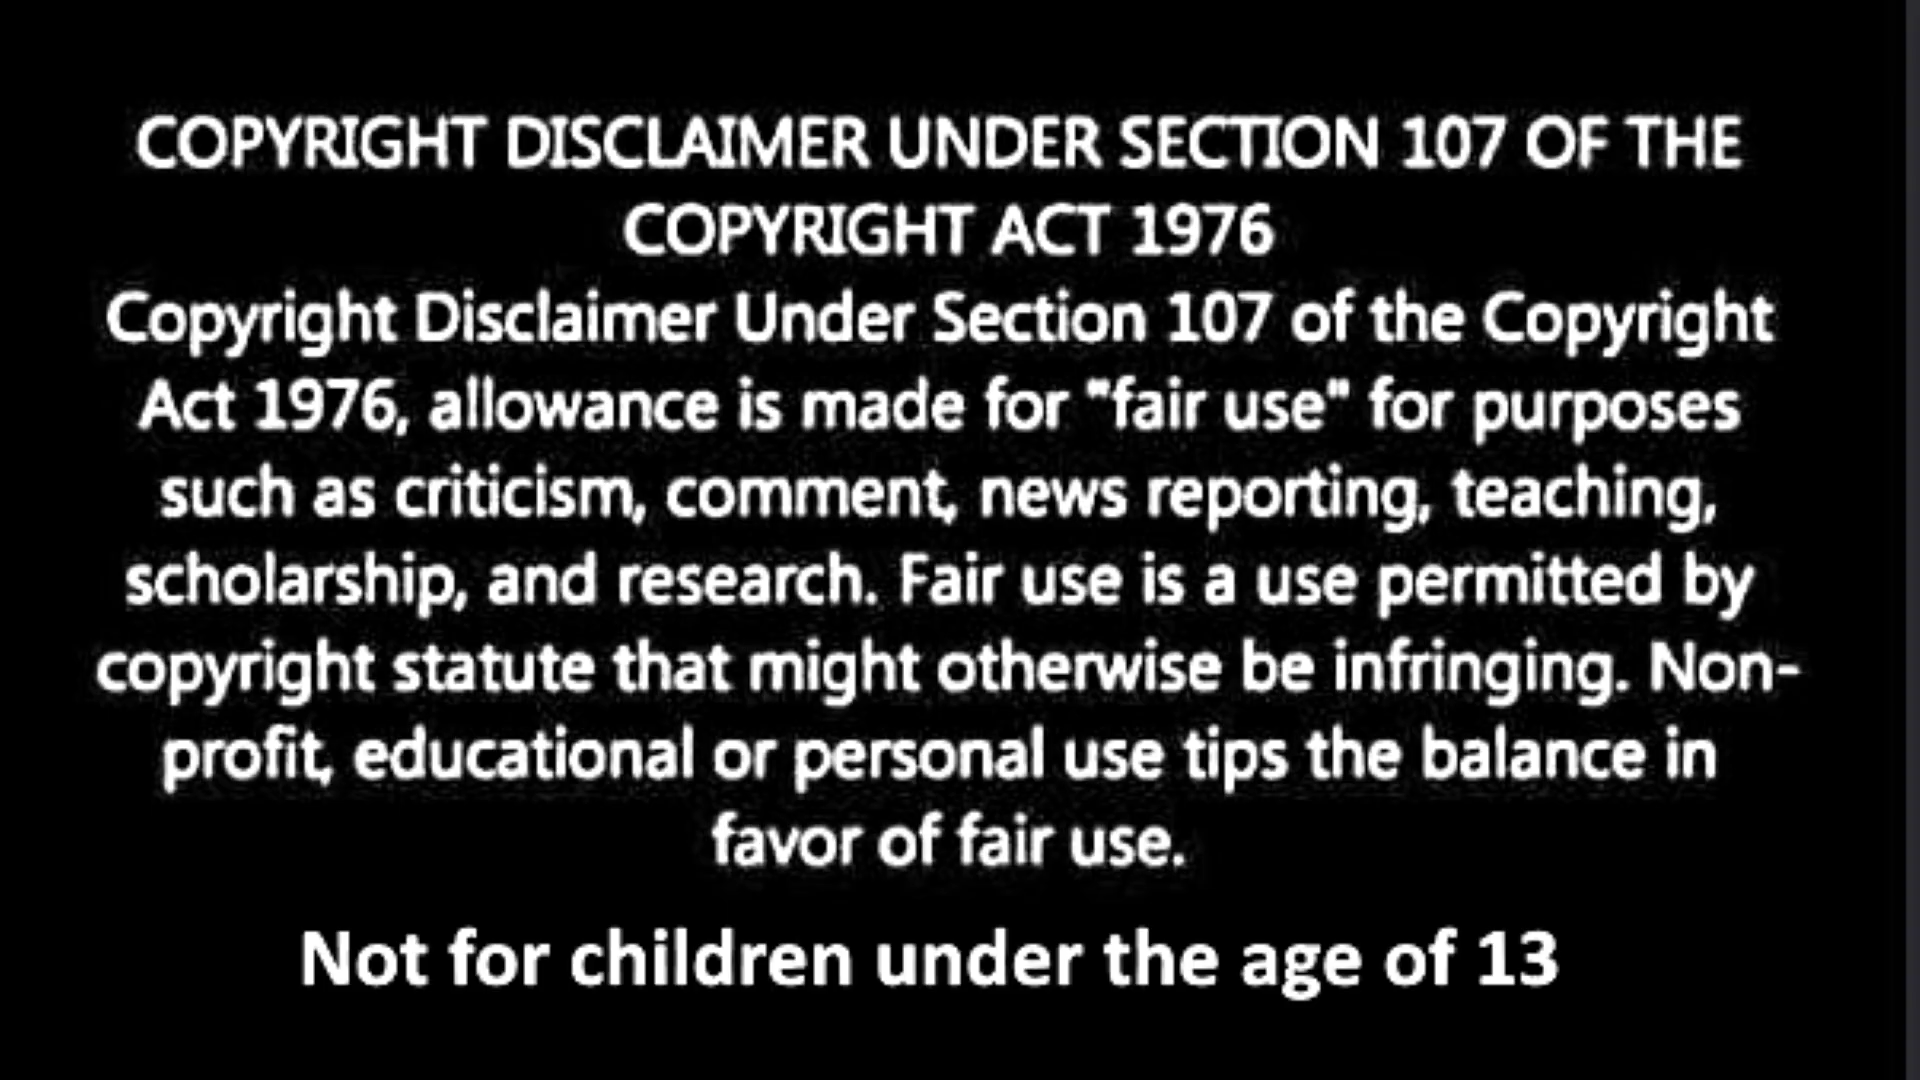 COPYRIGHT DISCLAIMER UNDER SECTION 107 OF THE
COPYRIGHT ACT 1976
Copyright Disclaimer Under Section 107 of the Copyright
Act 1976, allowance is made for "fair use" for purposes
such as criticism, comment, news reporting, teaching,
scholarship, and research. Fair use is a use permitted by
copyright statute that might otherwise be infringing. Non-
profit, educational or personal use tips the balance in
favor of fair use.
Not for children under the age of 13